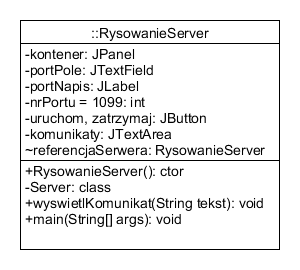 ::RysowanieServer
-kontener: JPanel
-portPole: JTextField
-portNapis: JLabel
-nrPortu = 1099: int
-uruchom, zatrzymaj: JButton
-komunikaty: JTextArea
~referencjaSerwera: RysowanieServer
+RysowanieServer(): ctor
-Server: class
+wyswietlKomunikat(String tekst): void
+main(String[] args): void